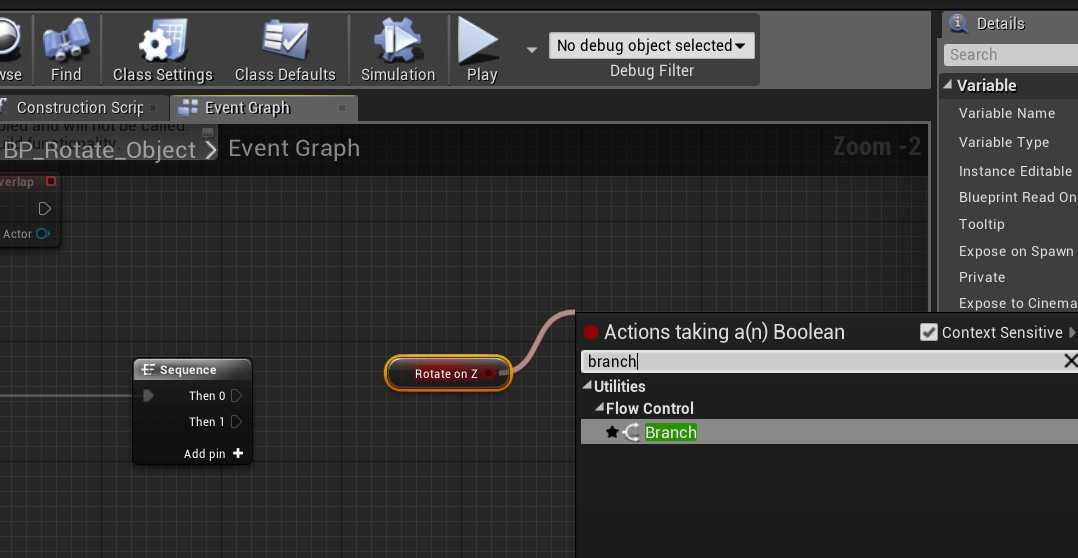 Details
wse
Find
Class Settings
Class Defaults
Simulation
Play
No debug object selected
Debug Filter
Search
Variable
Construction Scrip
Event Graph
Variable Name
and will not be called
BP_Rotate_Object > Event Graph
Zoom -2
Variable Type
Instance Editable
Blueprint Read On
Tooltip
Expose on Spawn
Private
Expose to Cinema
verlap
Actor
Sequence
Then 0
Then 1
Add pin +
Rotate on Z
Actions taking a(n) Boolean
Context Sensitive
branch
Utilities
Flow Control
Branch